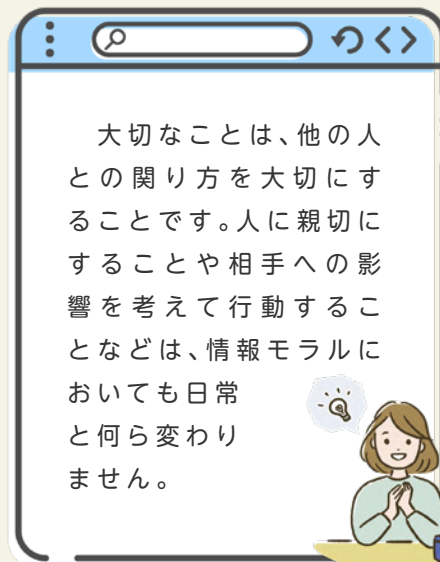 大切なことは、他の人
との関り方を大切にす
ることです。人に親切に
することや相手への影
響を考えて行動するこ
となどは、情報モラルに
おいても日常
と何ら変わり
ません。